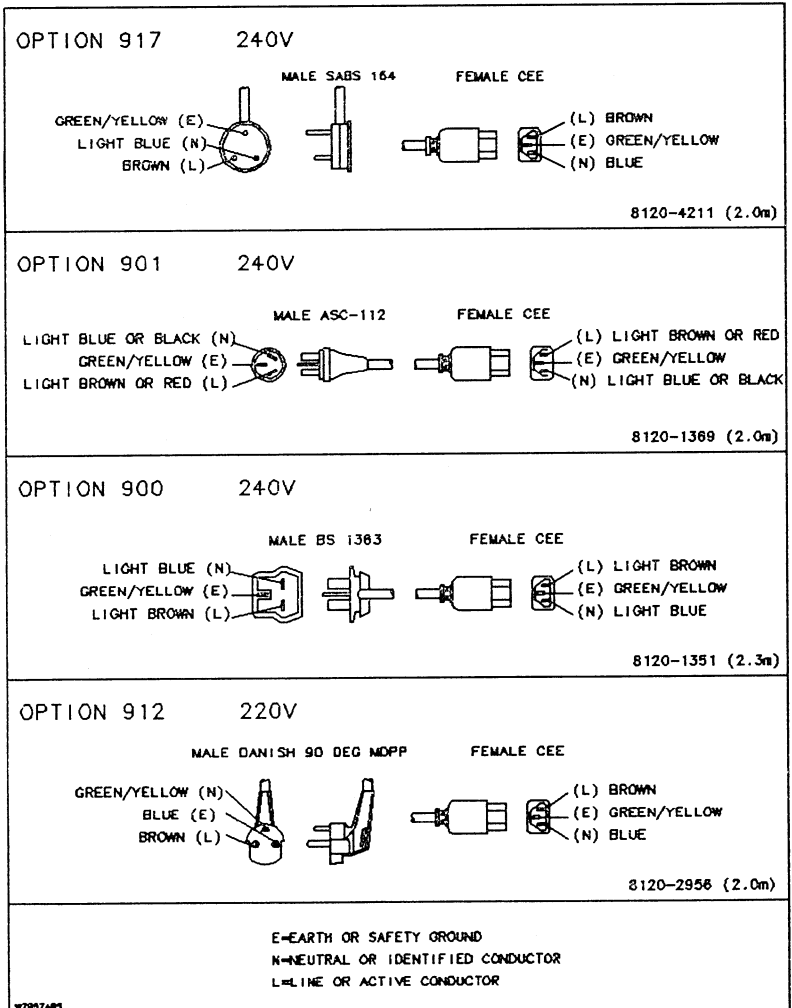 OPTION 917 240V
MALE SABS 164 FEMALE CEE
GREEN/YELLOW (E)
LIGHT BLUE (N)
BROWN (L)
(L) BROWN
(E) GREEN/YELLOW
(N) BLUE
8120-4211 (2.0m)
OPTION 901 240V
MALE ASC-112 FEMALE CEE
LIGHT BLUE OR BLACK (N)
GREEN/YELLOW (E)
LIGHT BROWN OR RED (L)
(L) LIGHT BROWN OR RED
(E) GREEN/YELLOW
(N) LIGHT BLUE OR BLACK
8120-1369 (2.0m)
OPTION 900 240V
MALE BS 1363 FEMALE CEE
LIGHT BLUE (N)
GREEN/YELLOW (E)
LIGHT BROWN (L)
(L) LIGHT BROWN
(E) GREEN/YELLOW
(N) LIGHT BLUE
8120-1351 (2.3m)
OPTION 912 220V
MALE DANISH 90 DEG MDPP FEMALE CEE
GREEN/YELLOW (N)
BLUE (E)
BROWN (L)
(L) BROWN
(E) GREEN/YELLOW
(N) BLUE
8120-2956 (2.0m)
E=EARTH OR SAFETY GROUND
N=NEUTRAL OR IDENTIFIED CONDUCTOR
L=LINE OR ACTIVE CONDUCTOR